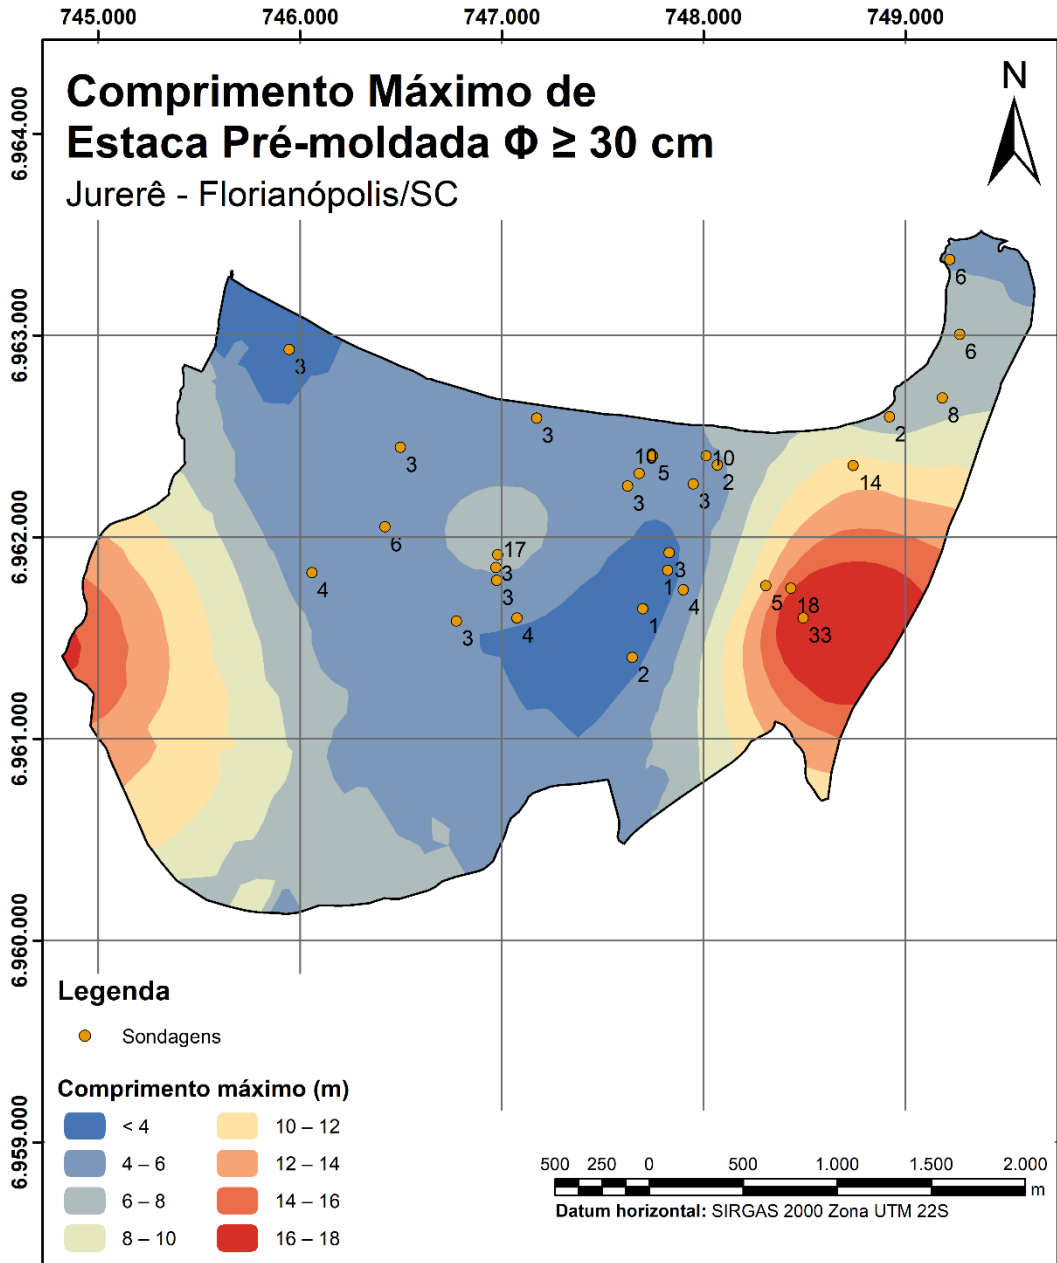 745.000 746.000 747.000 748.000 749.000
Comprimento Máximo de
Estaca Pré-moldada Φ ≥ 30 cm
Jurerê - Florianópolis/SC
N
6.964.000
6.963.000
6.962.000
6.961.000
6.960.000
6.959.000
6
6
3
8
3
2
3
10
5
10
2
14
3
3
6
17
3
3
4
1
3
4
5
18
1
3
4
33
2
Legenda
Sondagens
Comprimento máximo (m)
< 4
4 – 6
6 – 8
8 – 10
10 – 12
12 – 14
14 – 16
16 – 18
500 250 0 500 1.000 1.500 2.000
m
Datum horizontal: SIRGAS 2000 Zona UTM 22S